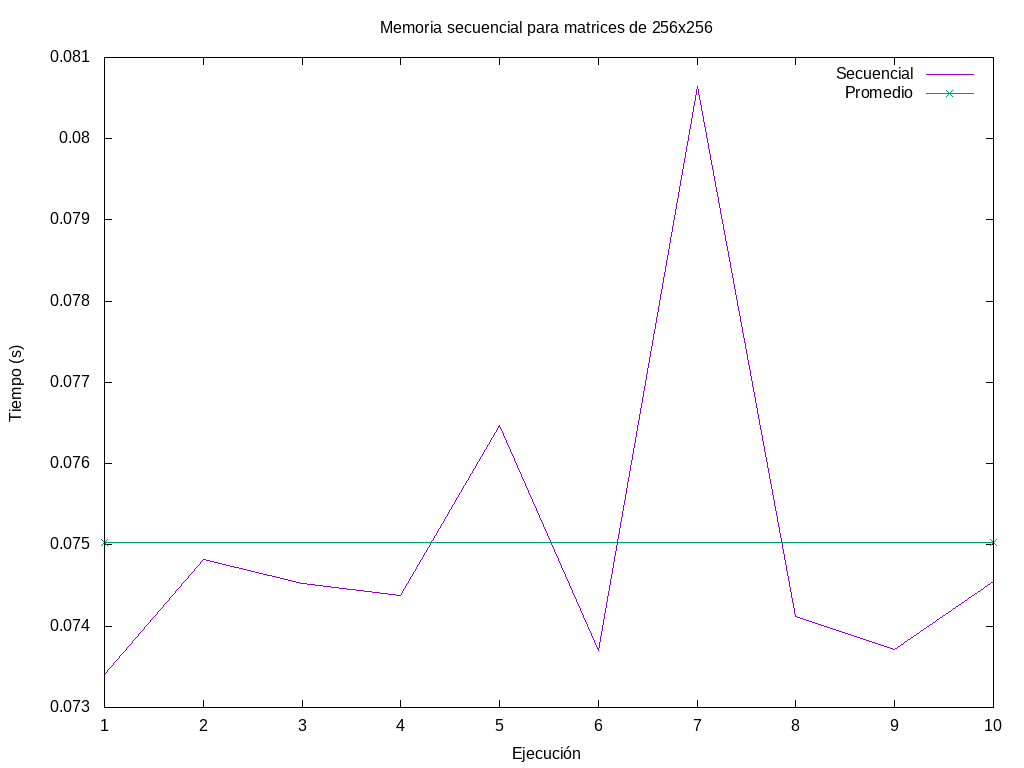 Memoria secuencial para matrices de 256x256
Secuencial
Promedio
0.081
0.08
0.079
0.078
0.077
0.076
0.075
0.074
0.073
Tiempo (s)
1 2 3 4 5 6 7 8 9 10
Ejecución